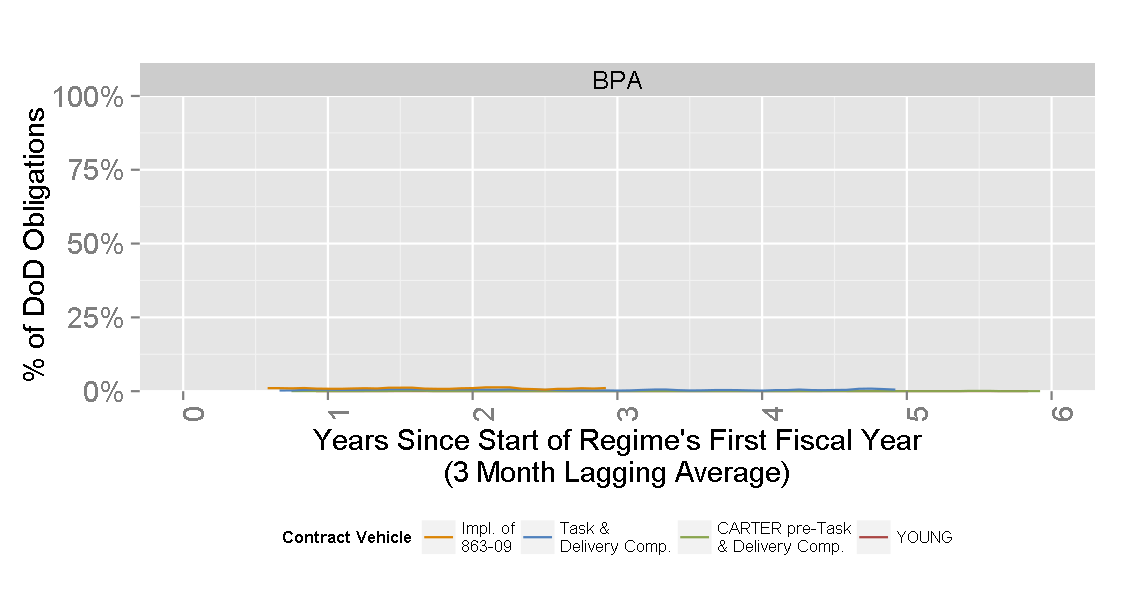 BPA
100%
75%
50%
25%
0%
% of DoD Obligations
0 1 2 3 4 5 6
Years Since Start of Regime's First Fiscal Year
(3 Month Lagging Average)
Contract Vehicle
Impl. of
863-09
Task &
Delivery Comp.
CARTER pre-Task
& Delivery Comp.
YOUNG